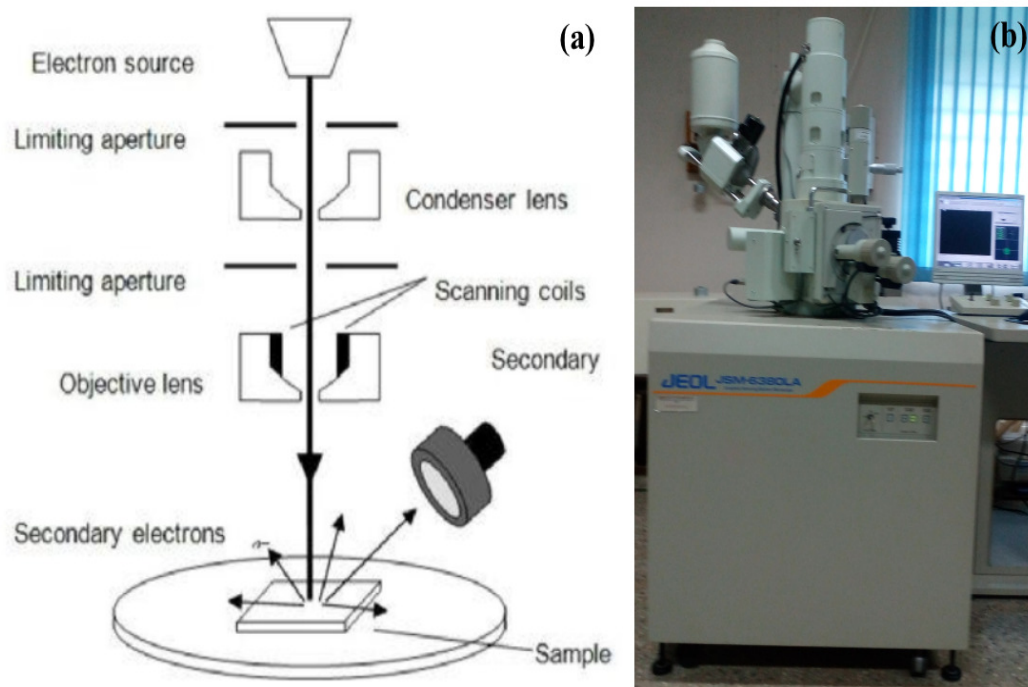 (a)
Electron source
Limiting aperture
Condenser lens
Limiting aperture
Scanning coils
Objective lens
Secondary
Secondary electrons
Sample
(b)
JEOL JSM-6380LA